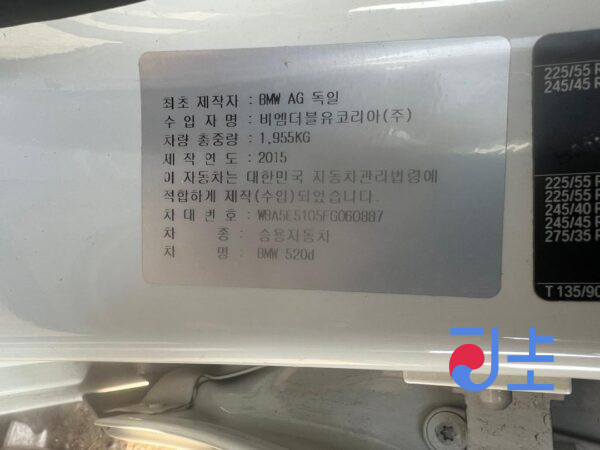 최초 제작자 : BMW AG 독일
수 입 자 명 : 비엠더블유코리아(주)
차량 총중량 : 1,955KG
제 작 연 도 : 2015
이 자동차는 대한민국 자동차관리법령에
적합하게 제작(수입)되었습니다.
차 대 번 호 : WBA5E5105FG060887
차 종 : 승용자동차
차 명 : BMW 520d
225/55 R
245/45 R
225/55 R
225/55 R
245/40 R
245/45 R
275/35 R
T 135/90